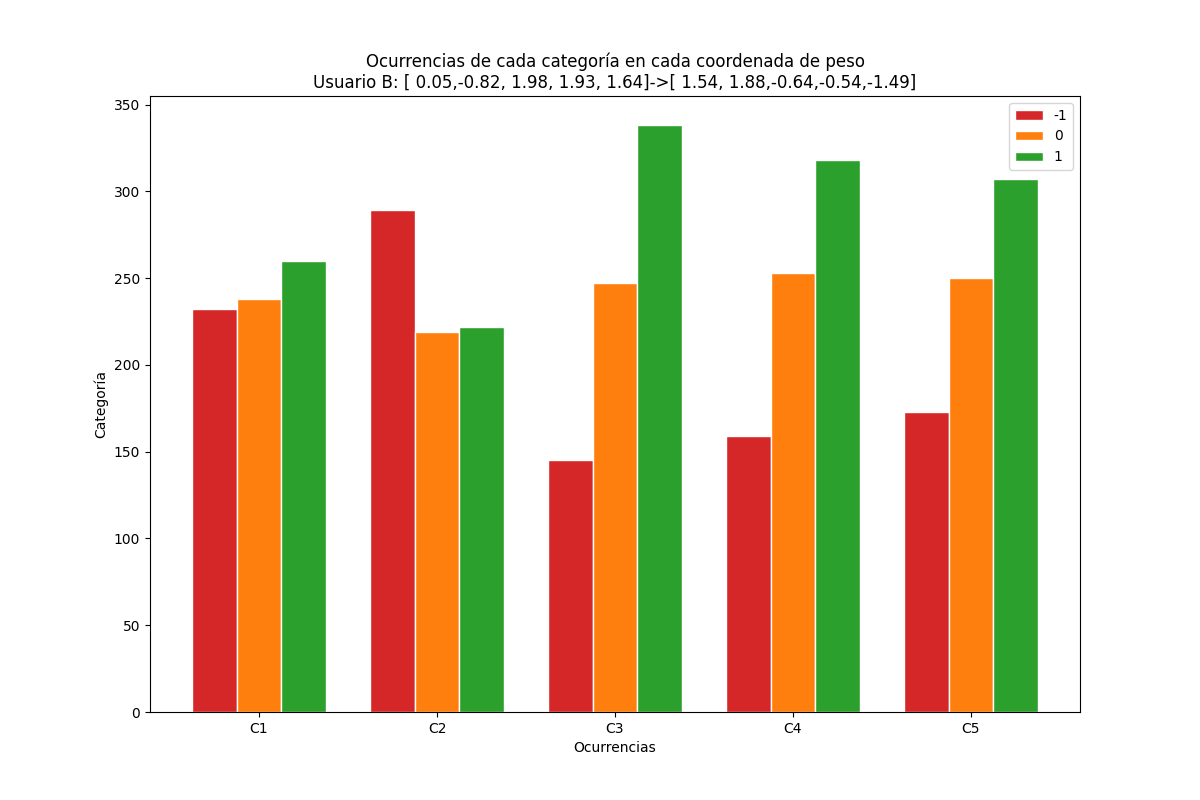 Ocurrencias de cada categoría en cada coordenada de peso
Usuario B: [ 0.05,-0.82, 1.98, 1.93, 1.64]->[ 1.54, 1.88,-0.64,-0.54,-1.49]
-1
0
1
350
300
250
200
150
100
50
0
Categoría
C1 C2 C3 C4 C5
Ocurrencias